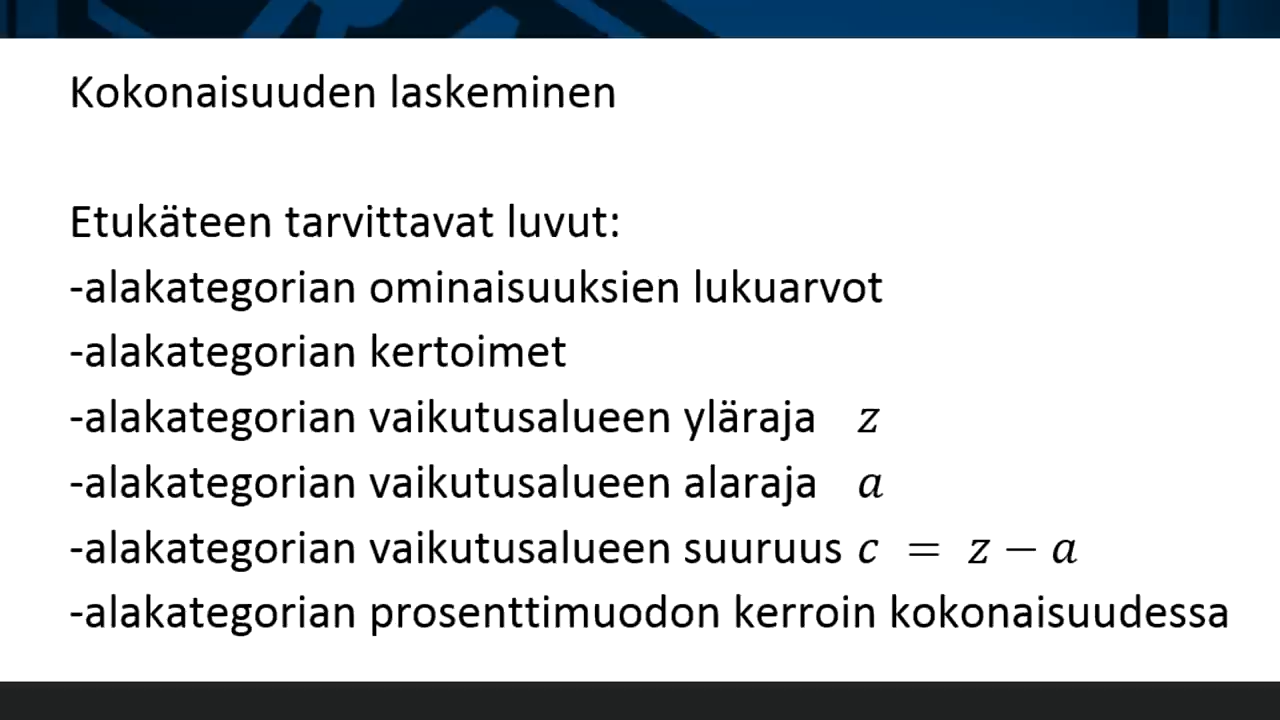 Kokonaisuuden laskeminen
Etukäteen tarvittavat luvut:
-alakategorian ominaisuuksien lukuarvot
-alakategorian kertoimet
-alakategorian vaikutusalueen yläraja z
-alakategorian vaikutusalueen alaraja a
-alakategorian vaikutusalueen suuruus c = z − a
-alakategorian prosenttimuodon kerroin kokonaisuudessa